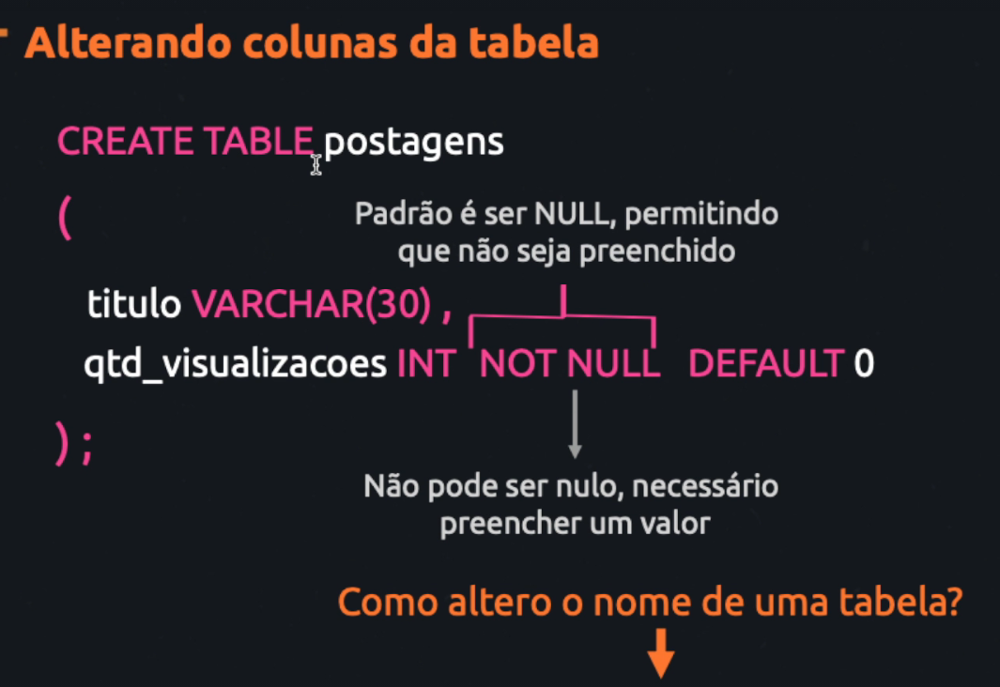 Alterando colunas da tabela
CREATE TABLE postagens
(
Padrão é ser NULL, permitindo
que não seja preenchido
titulo VARCHAR(30) ,
qtd_visualizacoes INT NOT NULL DEFAULT 0
) ;
Não pode ser nulo, necessário
preencher um valor
Como altero o nome de uma tabela?